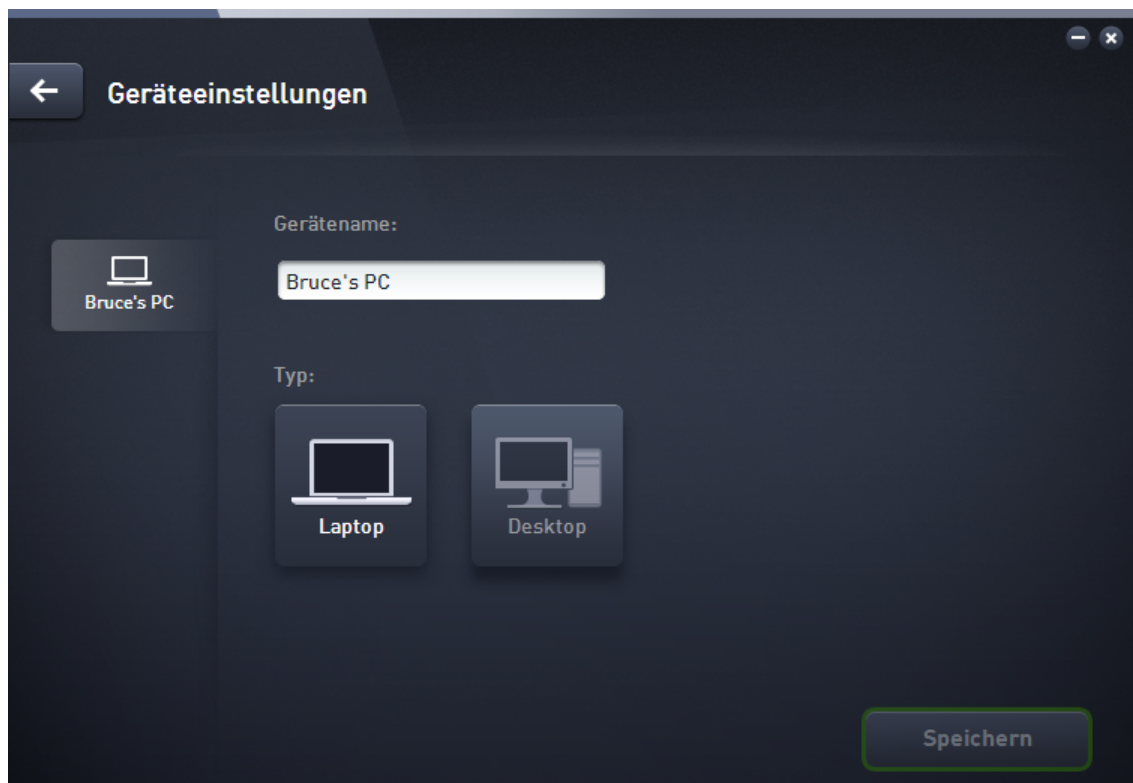 Geräteeinstellungen
Bruce's PC
Gerätename:
Bruce's PC
Typ:
Laptop
Desktop
Speichern